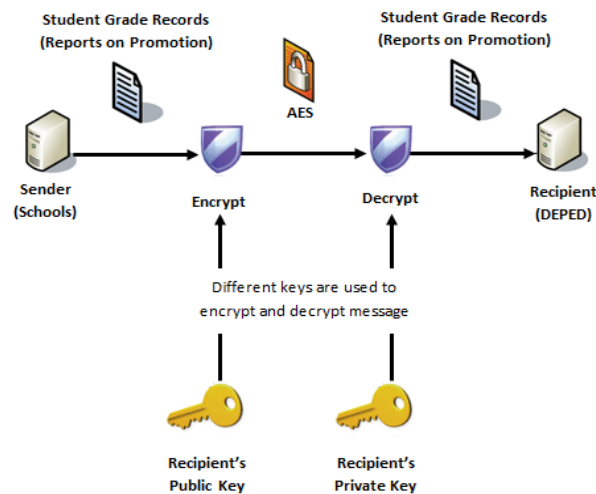 Student Grade Records
(Reports on Promotion)
Student Grade Records
(Reports on Promotion)
AES
Sender
(Schools)
Encrypt
Decrypt
Recipient
(DEPED)
Different keys are used to
encrypt and decrypt message
Recipient's
Public Key
Recipient's
Private Key